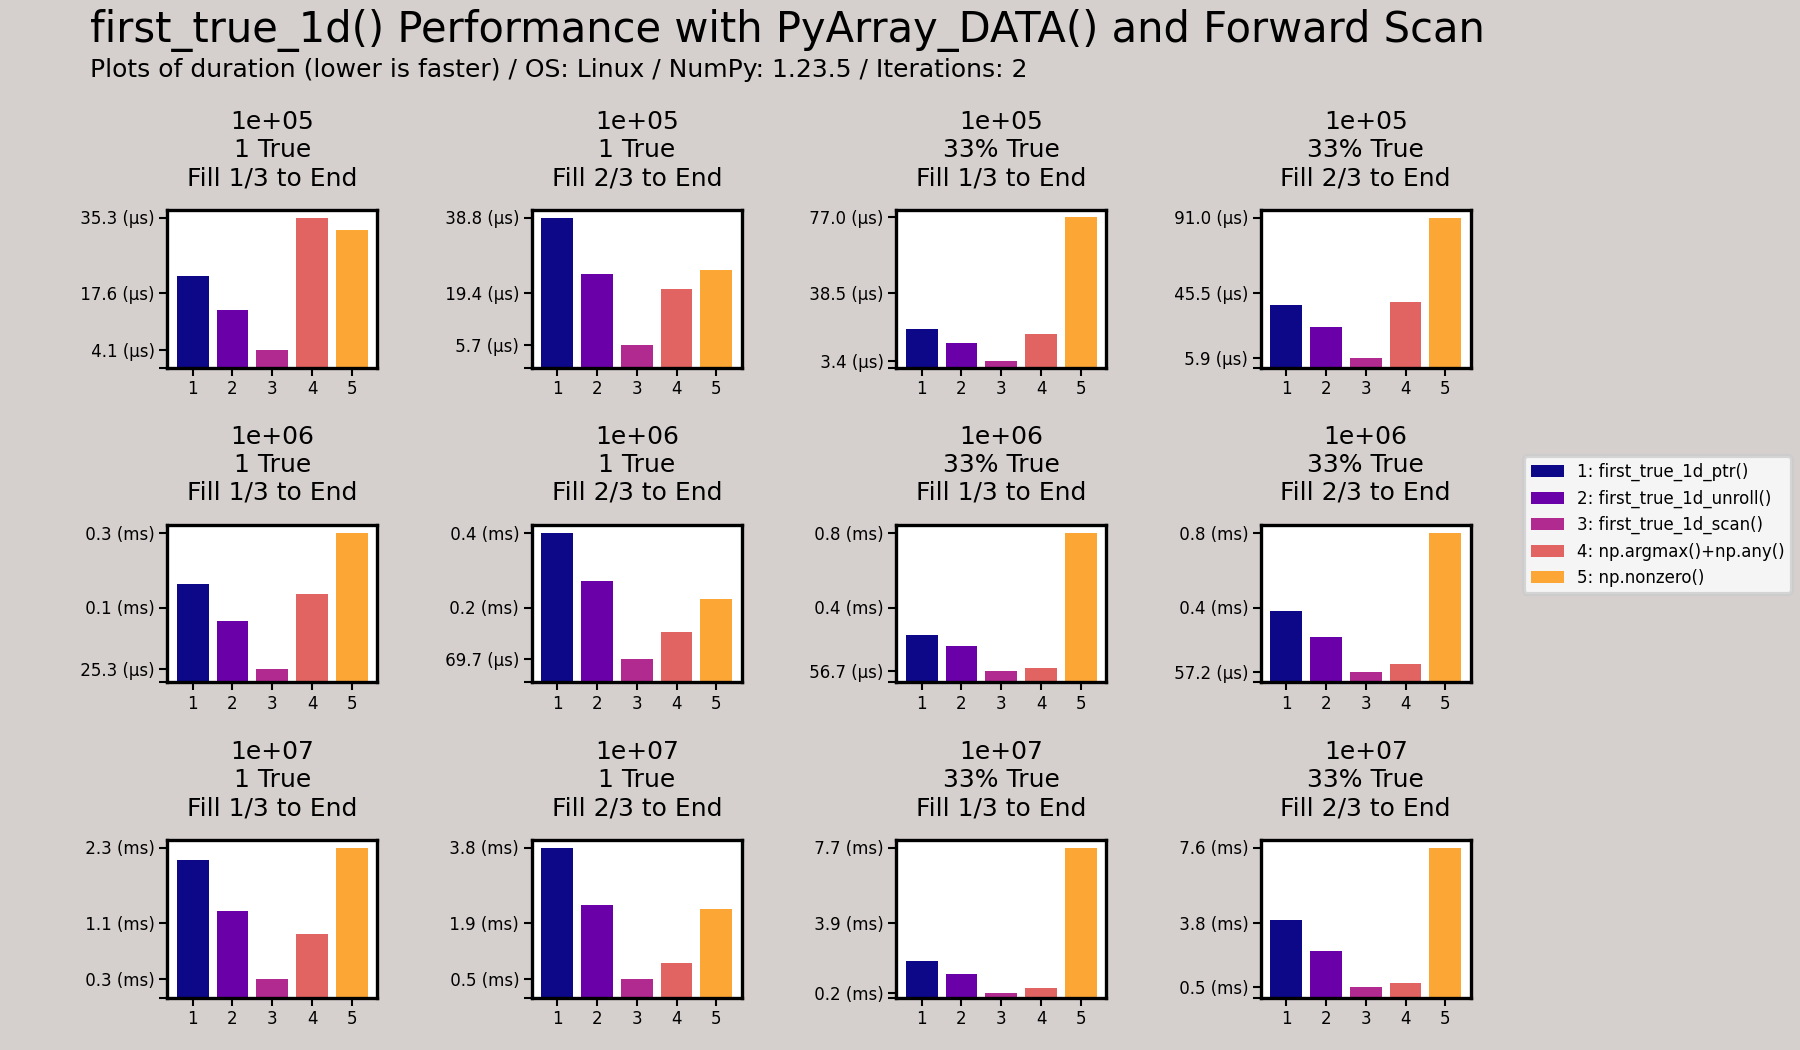 first_true_1d() Performance with PyArray_DATA() and Forward Scan
Plots of duration (lower is faster) / OS: Linux / NumPy: 1.23.5 / Iterations: 2
1e+05
1 True
Fill 1/3 to End
35.3 (µs)
17.6 (µs)
4.1 (µs)
1 2 3 4 5
1e+05
1 True
Fill 2/3 to End
38.8 (µs)
19.4 (µs)
5.7 (µs)
1 2 3 4 5
1e+05
33% True
Fill 1/3 to End
77.0 (µs)
38.5 (µs)
3.4 (µs)
1 2 3 4 5
1e+05
33% True
Fill 2/3 to End
91.0 (µs)
45.5 (µs)
5.9 (µs)
1 2 3 4 5
1e+06
1 True
Fill 1/3 to End
0.3 (ms)
0.1 (ms)
25.3 (µs)
1 2 3 4 5
1e+06
1 True
Fill 2/3 to End
0.4 (ms)
0.2 (ms)
69.7 (µs)
1 2 3 4 5
1e+06
33% True
Fill 1/3 to End
0.8 (ms)
0.4 (ms)
56.7 (µs)
1 2 3 4 5
1e+06
33% True
Fill 2/3 to End
0.8 (ms)
0.4 (ms)
57.2 (µs)
1 2 3 4 5
1: first_true_1d_ptr()
2: first_true_1d_unroll()
3: first_true_1d_scan()
4: np.argmax()+np.any()
5: np.nonzero()
1e+07
1 True
Fill 1/3 to End
2.3 (ms)
1.1 (ms)
0.3 (ms)
1 2 3 4 5
1e+07
1 True
Fill 2/3 to End
3.8 (ms)
1.9 (ms)
0.5 (ms)
1 2 3 4 5
1e+07
33% True
Fill 1/3 to End
7.7 (ms)
3.9 (ms)
0.2 (ms)
1 2 3 4 5
1e+07
33% True
Fill 2/3 to End
7.6 (ms)
3.8 (ms)
0.5 (ms)
1 2 3 4 5